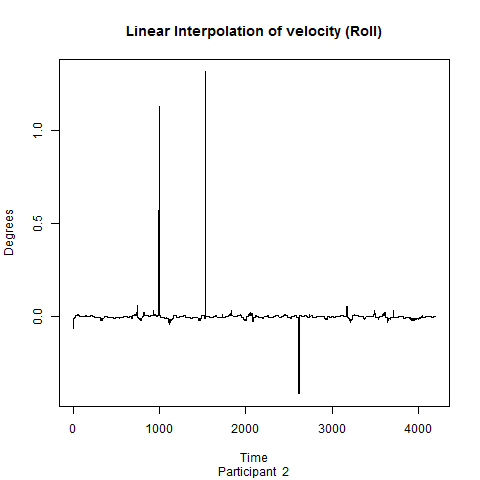 Linear Interpolation of velocity (Roll)
Degrees
1.0
0.5
0.0
0 1000 2000 3000 4000
Time
Participant 2